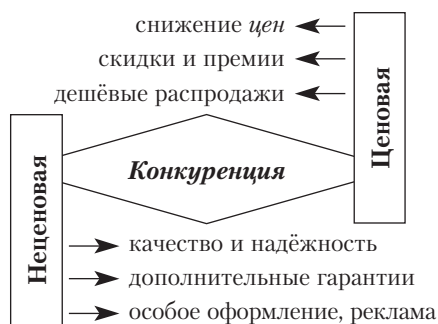 снижение цен
скидки и премии
дешёвые распродажи
Ценовая
Конкуренция
Неценовая
качество и надёжность
дополнительные гарантии
особое оформление, реклама